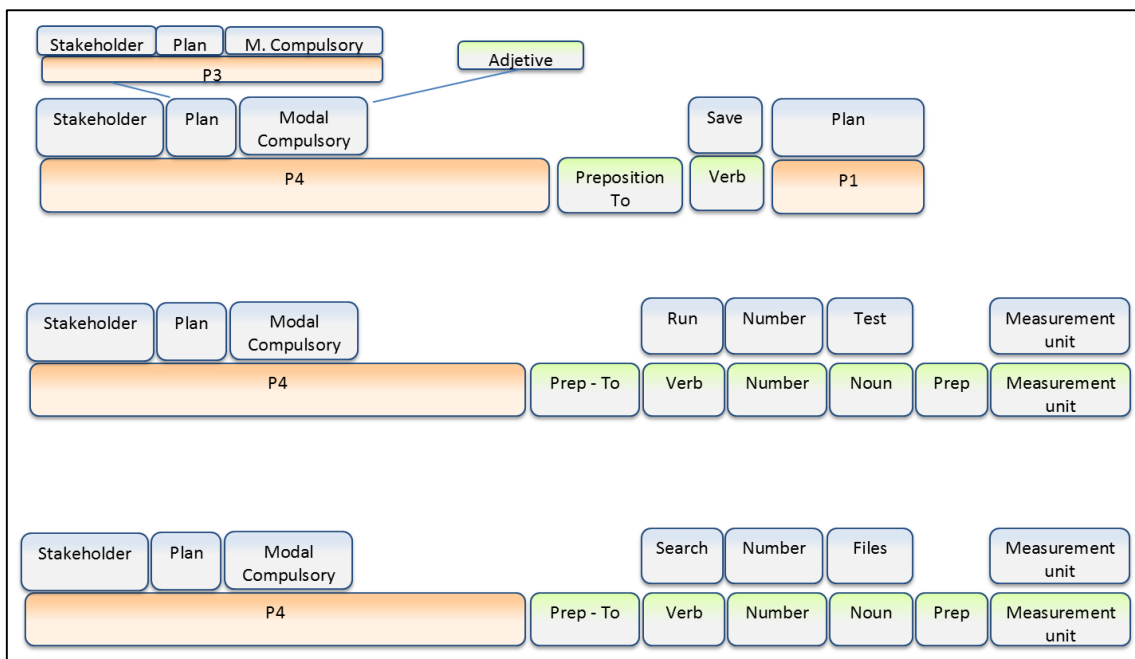 Stakeholder Plan M. Compulsory
P3
Adjetive
Stakeholder Plan Modal Compulsory Save Plan
P4 Preposition To Verb P1
Stakeholder Plan Modal Compulsory Run Number Test Measurement unit
P4 Prep - To Verb Number Noun Prep Measurement unit
Stakeholder Plan Modal Compulsory Search Number Files Measurement unit
P4 Prep - To Verb Number Noun Prep Measurement unit